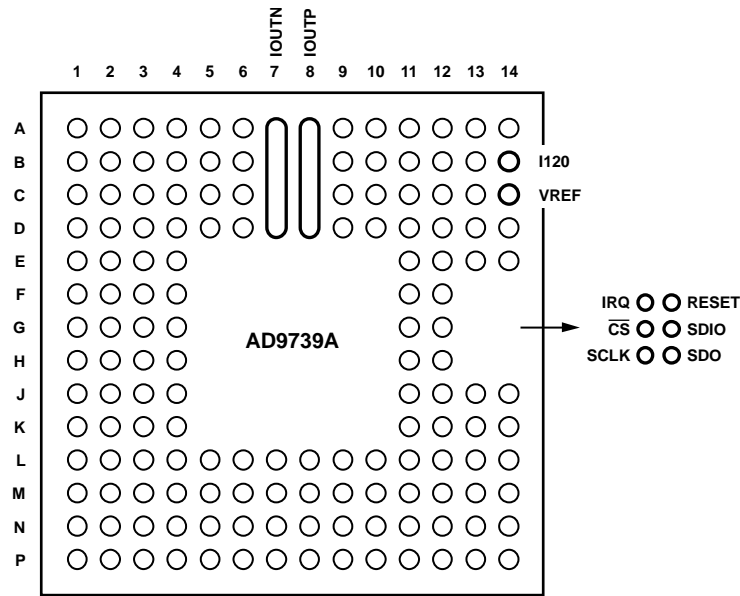 IOUTN
IOUTP
1 2 3 4 5 6 7 8 9 10 11 12 13 14
A
B I120
C VREF
D
E
F IRQ RESET
G AD9739A C̅S̅ SDIO
H SCLK SDO
J
K
L
M
N
P